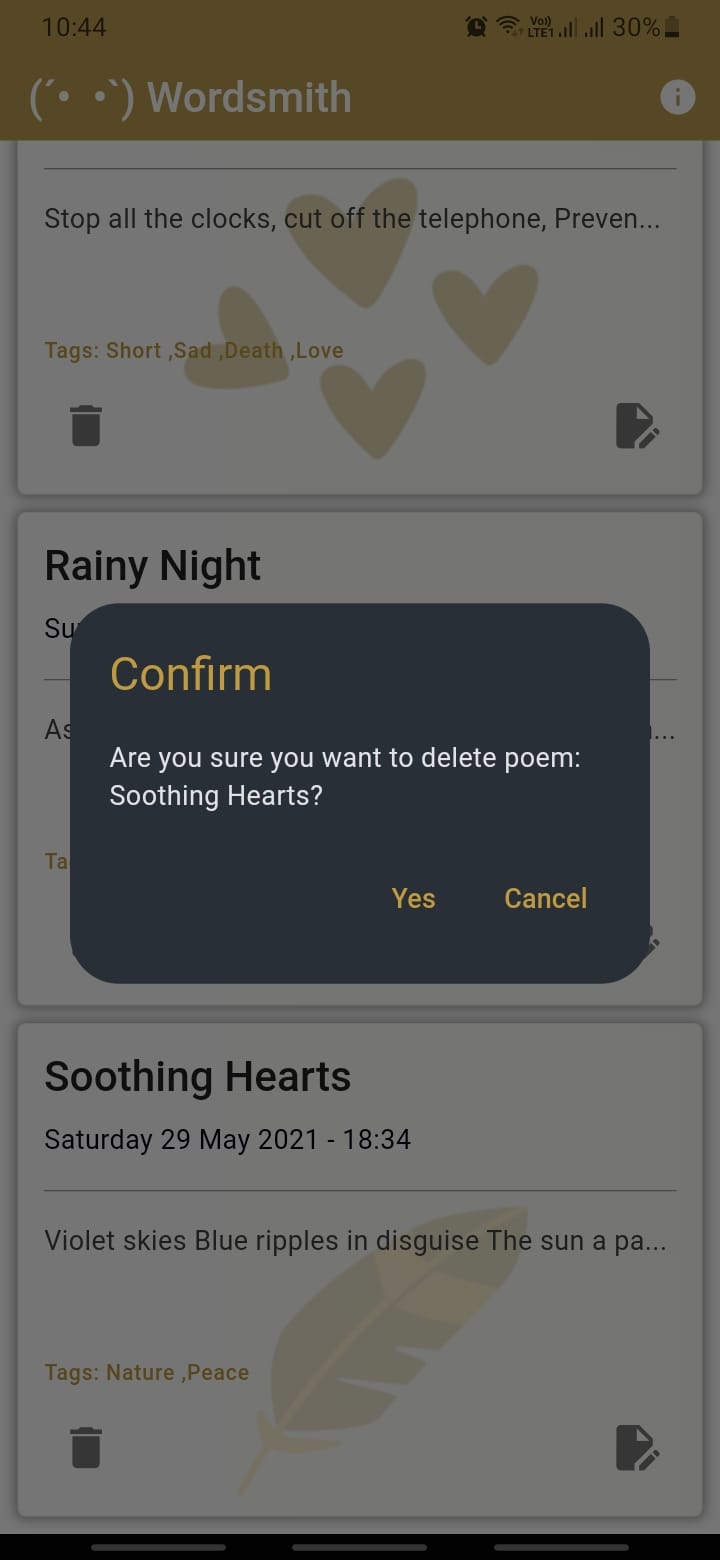 10:44
Vo)) LTE1 30%
(´• •`) Wordsmith
Stop all the clocks, cut off the telephone, Preven...
Tags: Short ,Sad ,Death ,Love
Rainy Night
Su
As
...
Ta
Confirm
Are you sure you want to delete poem:
Soothing Hearts?
Yes Cancel
Soothing Hearts
Saturday 29 May 2021 - 18:34
Violet skies Blue ripples in disguise The sun a pa...
Tags: Nature ,Peace